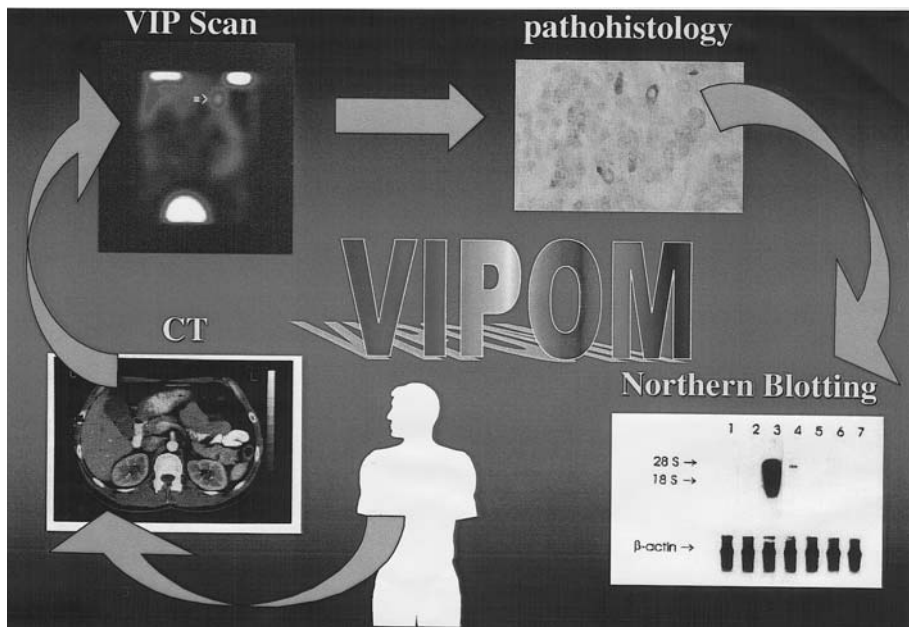 VIP Scan
pathohistology
VIPOM
CT
L
Northern Blotting
1 2 3 4 5 6 7
28 S →
18 S →
β-actin →